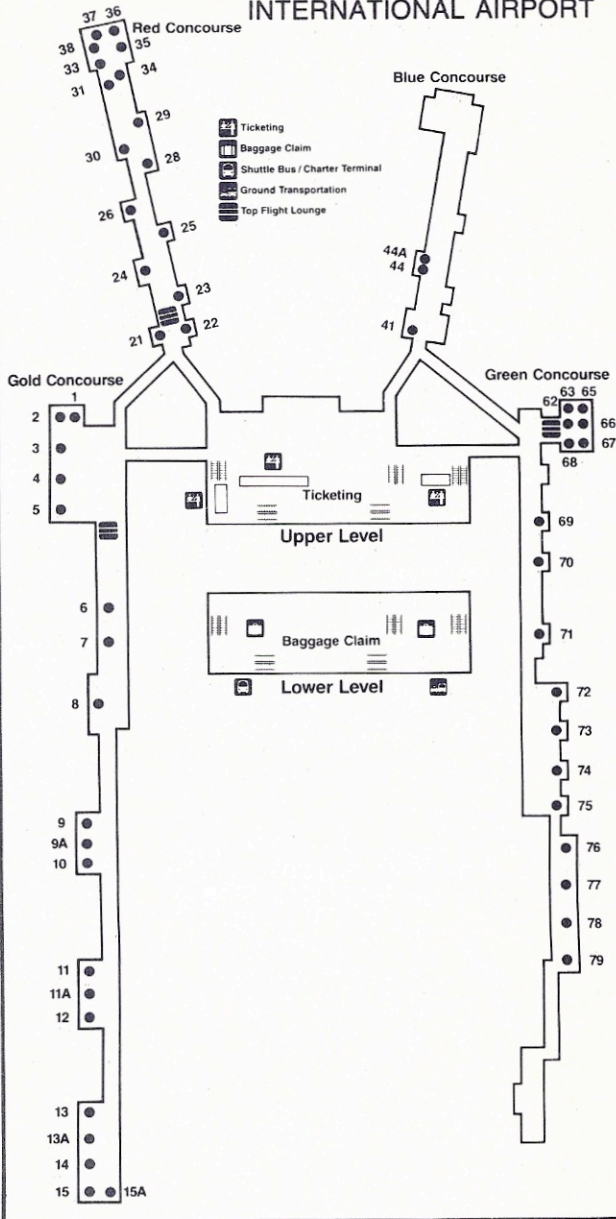 INTERNATIONAL AIRPORT
Red Concourse
37 36
38 35
33 34
31
29
30 28
26 25
24 23
21 22
Blue Concourse
Ticketing
Baggage Claim
Shuttle Bus / Charter Terminal
Ground Transportation
Top Flight Lounge
44A
44
41
Gold Concourse
1
2
3
4
5
6
7
8
9
9A
10
11
11A
12
13
13A
14
15 15A
Ticketing
Upper Level
Baggage Claim
Lower Level
Green Concourse
62 63 65
66
67
68
69
70
71
72
73
74
75
76
77
78
79